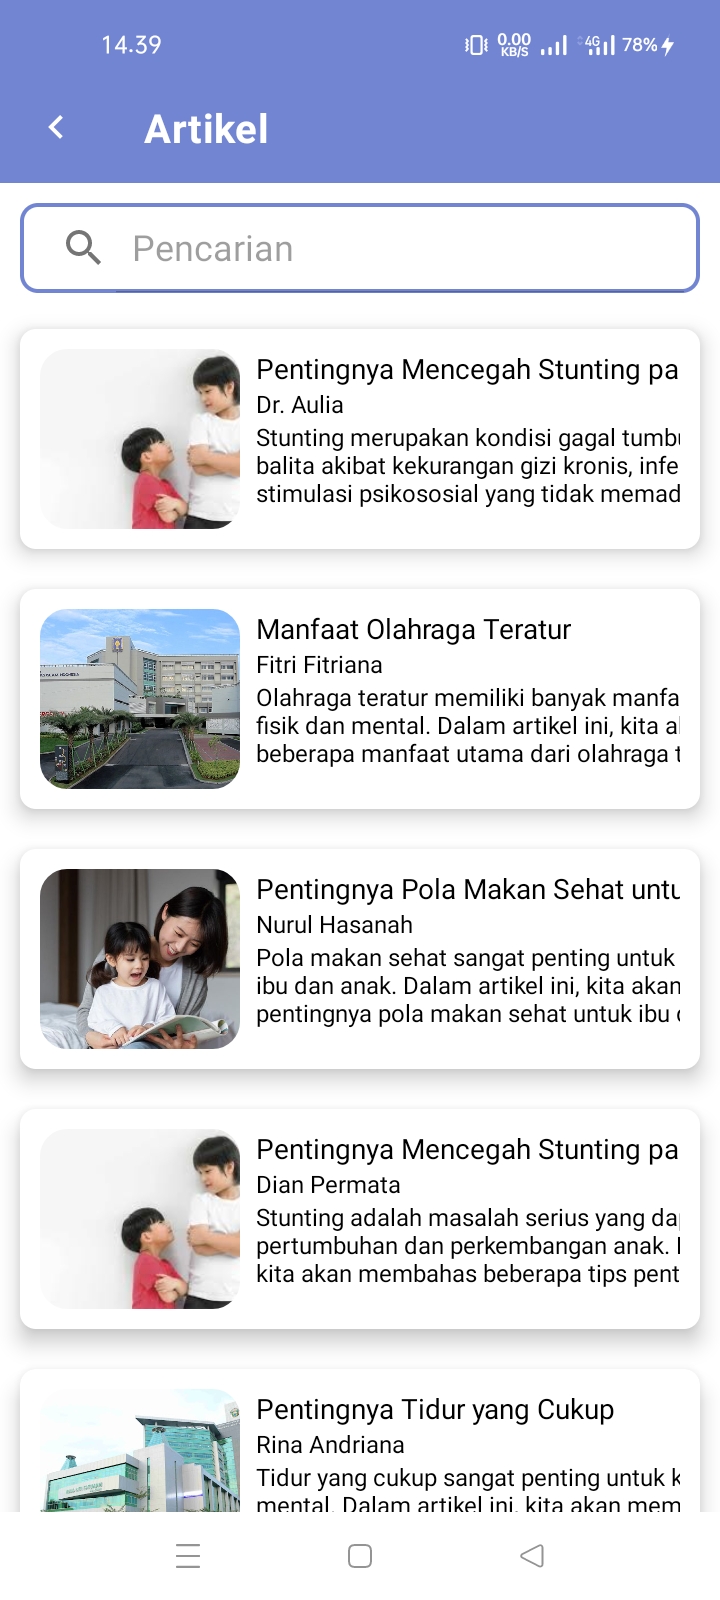 14.39
0.00
KB/S
4G
78%
Artikel
Pencarian
Pentingnya Mencegah Stunting pa
Dr. Aulia
Stunting merupakan kondisi gagal tumbu
balita akibat kekurangan gizi kronis, infe
stimulasi psikososial yang tidak memad
Manfaat Olahraga Teratur
Fitri Fitriana
Olahraga teratur memiliki banyak manfa
fisik dan mental. Dalam artikel ini, kita
beberapa manfaat utama dari olahraga t
Pentingnya Pola Makan Sehat untu
Nurul Hasanah
Pola makan sehat sangat penting untuk
ibu dan anak. Dalam artikel ini, kita akan
pentingnya pola makan sehat untuk ibu
Pentingnya Mencegah Stunting pa
Dian Permata
Stunting adalah masalah serius yang da
pertumbuhan dan perkembangan anak.
kita akan membahas beberapa tips pent
Pentingnya Tidur yang Cukup
Rina Andriana
Tidur yang cukup sangat penting untuk k
mental. Dalam artikel ini, kita akan mem